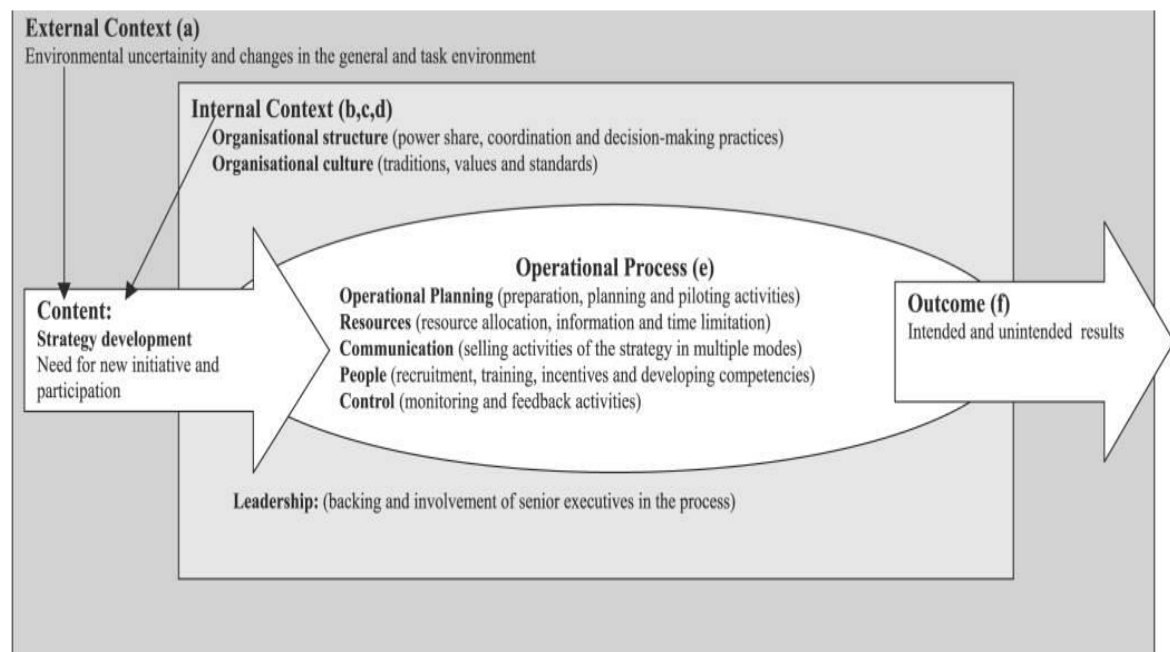 External Context (a)
Environmental uncertainity and changes in the general and task environment
Internal Context (b,c,d)
Organisational structure (power share, coordination and decision-making practices)
Organisational culture (traditions, values and standards)
Operational Process (e)
Operational Planning (preparation, planning and piloting activities)
Resources (resource allocation, information and time limitation)
Communication (selling activities of the strategy in multiple modes)
People (recruitment, training, incentives and developing competencies)
Control (monitoring and feedback activities)
Content:
Strategy development
Need for new initiative and
participation
Outcome (f)
Intended and unintended results
Leadership: (backing and involvement of senior executives in the process)